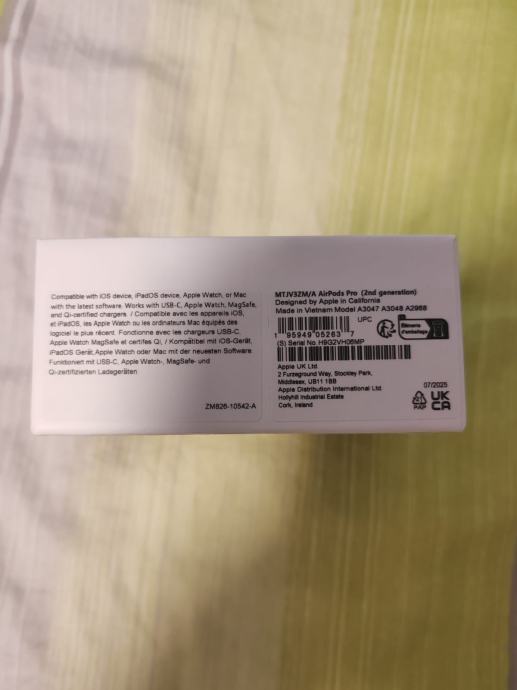 Compatible with iOS device, iPadOS device, Apple Watch, or Mac
with the latest software. Works with USB-C, Apple Watch, MagSafe,
and Qi-certified chargers. / Compatible avec les appareils iOS,
et iPadOS, les Apple Watch ou les ordinateurs Mac équipés des
logiciel le plus récent. Fonctionne avec les chargeurs USB-C,
Apple Watch MagSafe et certifes Qi, / Kompatibel mit iOS-Gerät,
iPadOS Gerät, Apple Watch oder Mac mit der neuesten Software.
Funktioniert mit USB-C, Apple Watch-, MagSafe- und
Qi-zertifizierten Ladegeräten
ZM826-10542-A
MTJV3ZM/A AirPods Pro (2nd generation)
Designed by Apple in California
Made in Vietnam Model A3047 A3048 A2968
UPC
1 95949 05263 7
(S) Serial No. H9G2VH06MP
Apple UK Ltd
2 Furzeground Way, Stockley Park,
Middlesex, UB11 1BB
Apple Distribution International Ltd.
Hollyhill Industrial Estate
Cork, Ireland
07/2025
PAP
UK
CA